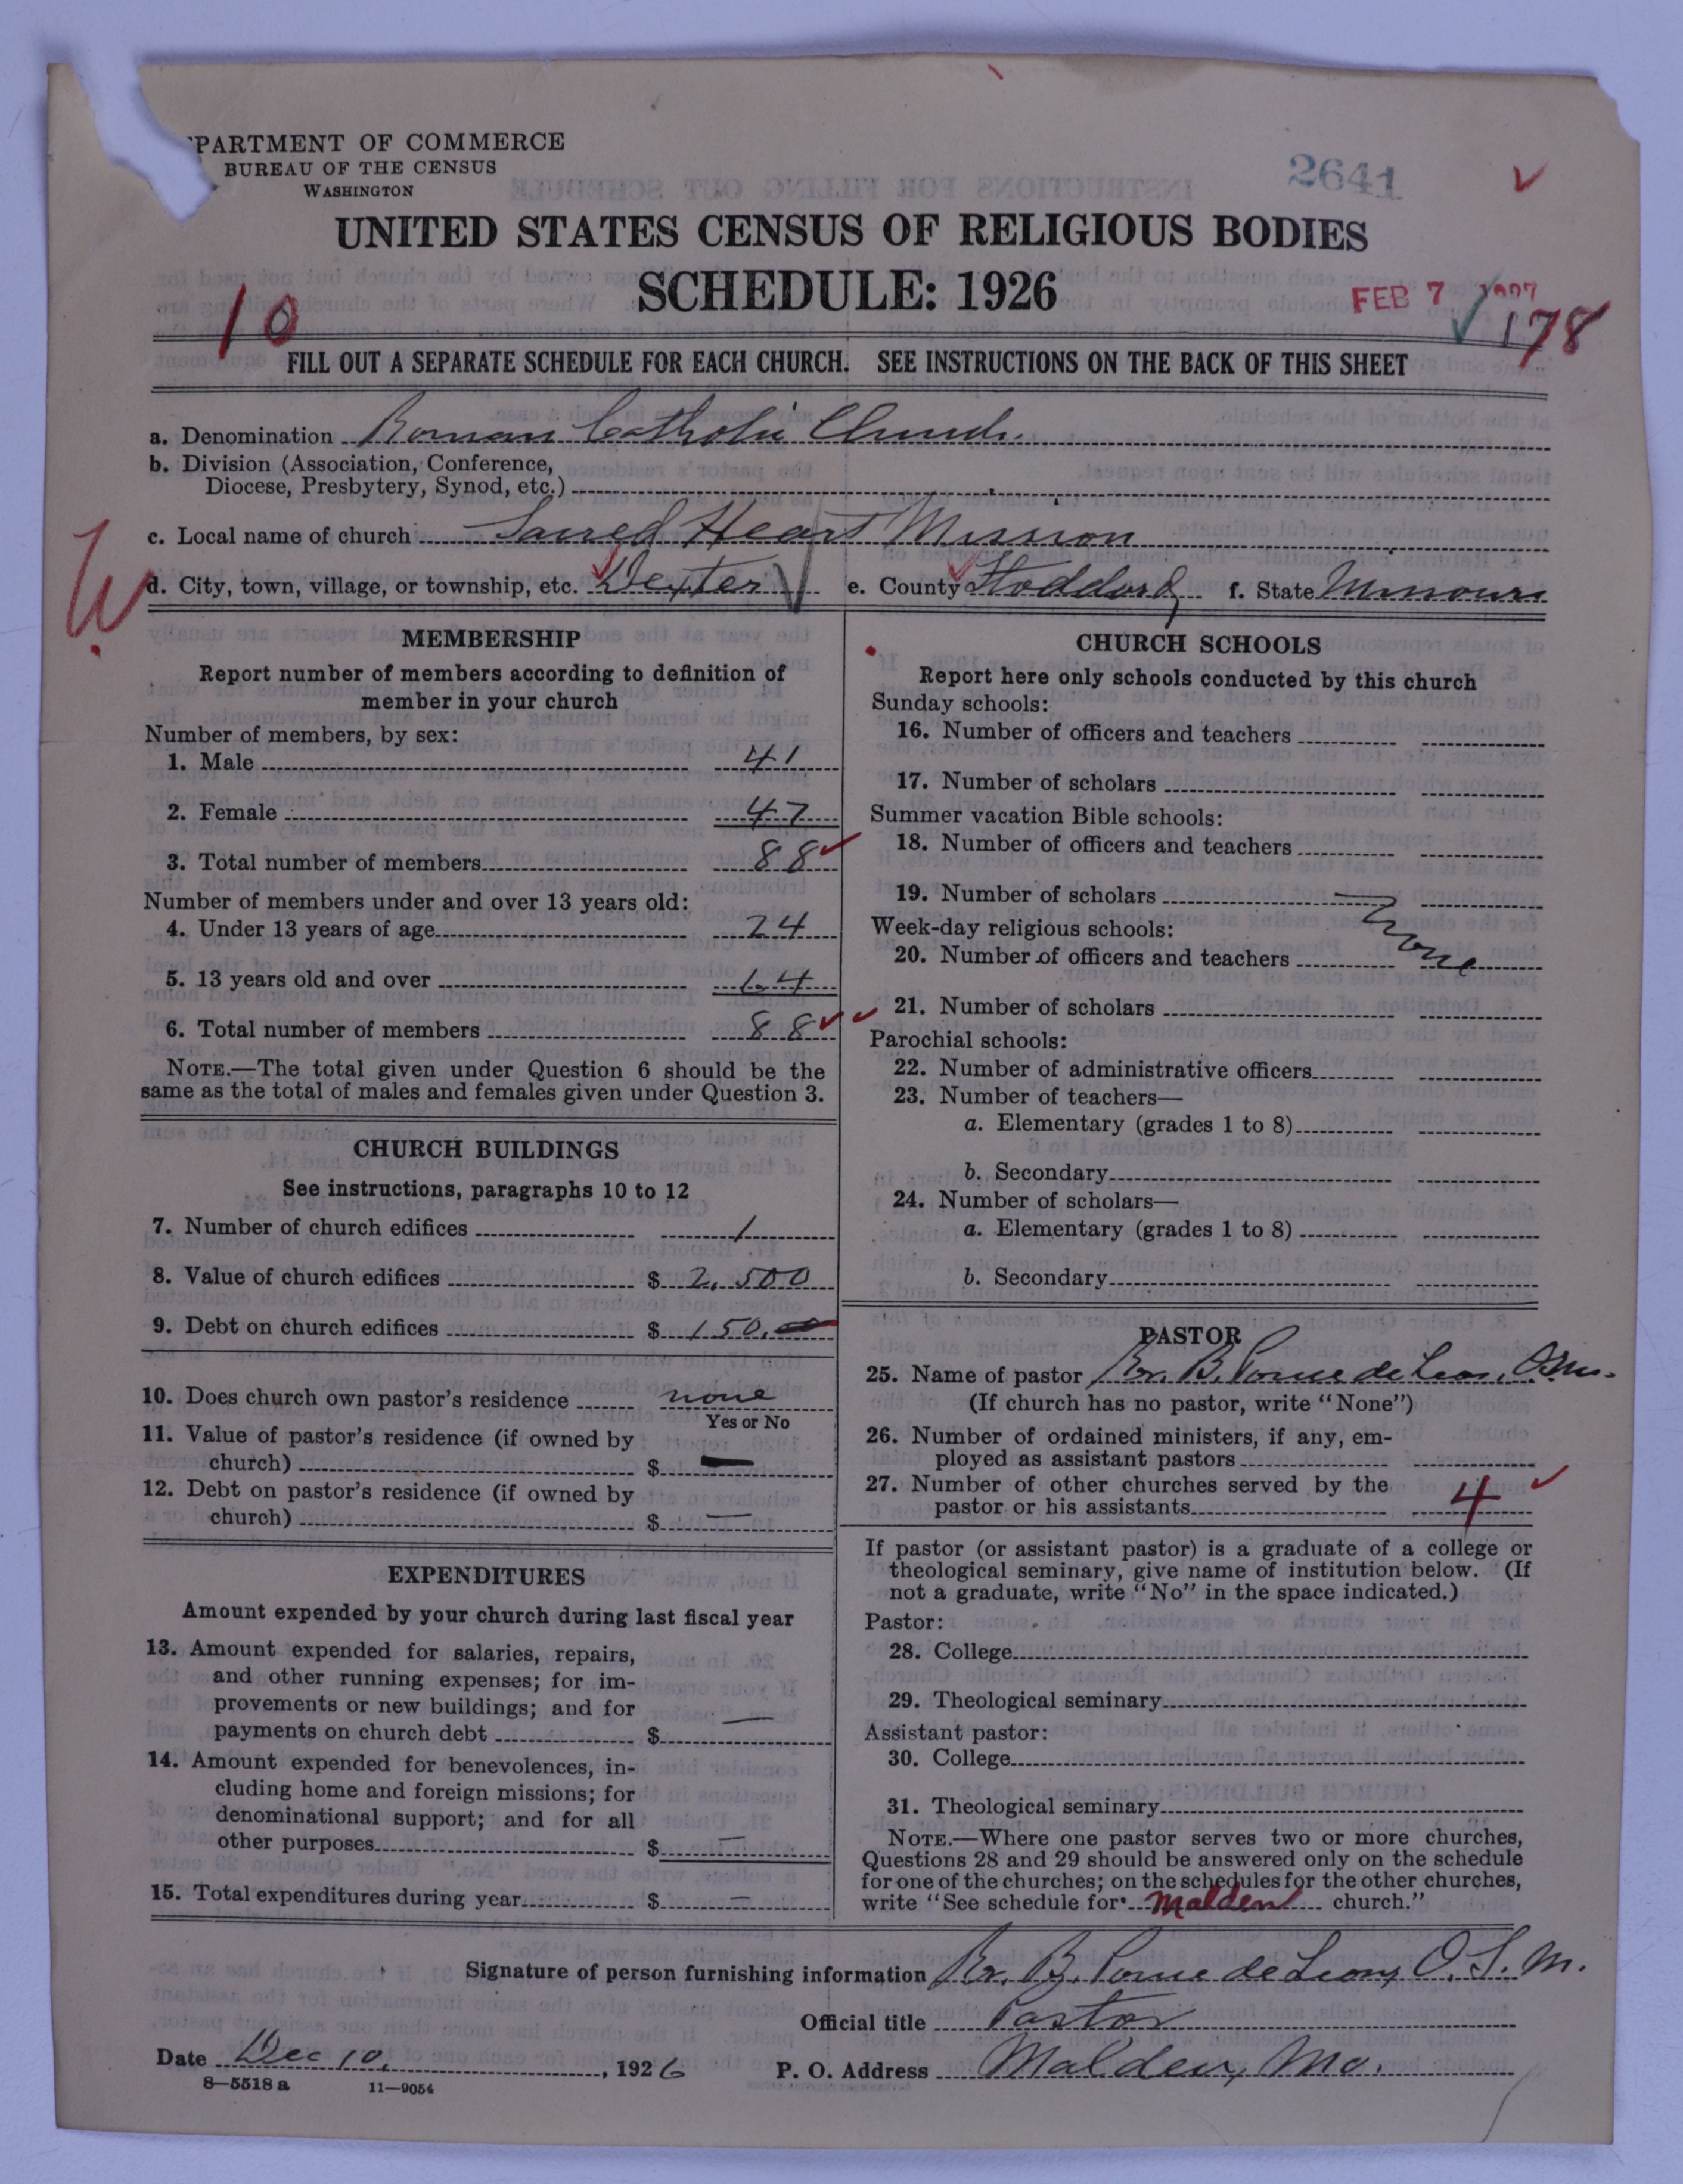 PARTMENT OF COMMERCE
BUREAU OF THE CENSUS
WASHINGTON
2641
UNITED STATES CENSUS OF RELIGIOUS BODIES
SCHEDULE: 1926
FEB 7
10
178
FILL OUT A SEPARATE SCHEDULE FOR EACH CHURCH. SEE INSTRUCTIONS ON THE BACK OF THIS SHEET
a. Denomination Roman Catholic Church.
b. Division (Association, Conference,
Diocese, Presbytery, Synod, etc.)
c. Local name of church Sacred Heart Mission
d. City, town, village, or township, etc. Dexter e. County Stoddard f. State Missouri
MEMBERSHIP
Report number of members according to definition of
member in your church
Number of members, by sex:
1. Male 41
2. Female 47
3. Total number of members 88
Number of members under and over 13 years old:
4. Under 13 years of age 24
5. 13 years old and over 64
6. Total number of members 88
NOTE.—The total given under Question 6 should be the
same as the total of males and females given under Question 3.
CHURCH BUILDINGS
See instructions, paragraphs 10 to 12
7. Number of church edifices 1
8. Value of church edifices $ 2,500
9. Debt on church edifices $ 150.00
10. Does church own pastor's residence none
Yes or No
11. Value of pastor's residence (if owned by
church) $ —
12. Debt on pastor's residence (if owned by
church) $ —
EXPENDITURES
Amount expended by your church during last fiscal year
13. Amount expended for salaries, repairs,
and other running expenses; for im-
provements or new buildings; and for
payments on church debt $ —
14. Amount expended for benevolences, in-
cluding home and foreign missions; for
denominational support; and for all
other purposes $ —
15. Total expenditures during year $ —
CHURCH SCHOOLS
Report here only schools conducted by this church
Sunday schools:
16. Number of officers and teachers
17. Number of scholars
Summer vacation Bible schools:
18. Number of officers and teachers
19. Number of scholars
None
Week-day religious schools:
20. Number of officers and teachers
21. Number of scholars
Parochial schools:
22. Number of administrative officers
23. Number of teachers—
a. Elementary (grades 1 to 8)
b. Secondary
24. Number of scholars—
a. Elementary (grades 1 to 8)
b. Secondary
PASTOR
25. Name of pastor B. Ponce de Leon, O.S.M.
(If church has no pastor, write "None")
26. Number of ordained ministers, if any, em-
ployed as assistant pastors
27. Number of other churches served by the
pastor or his assistants 4
If pastor (or assistant pastor) is a graduate of a college or
theological seminary, give name of institution below. (If
not a graduate, write "No" in the space indicated.)
Pastor:
28. College
29. Theological seminary
Assistant pastor:
30. College
31. Theological seminary
NOTE.—Where one pastor serves two or more churches,
Questions 28 and 29 should be answered only on the schedule
for one of the churches; on the schedules for the other churches,
write "See schedule for Malden church."
Signature of person furnishing information B. Ponce de Leon, O.S.M.
Official title Pastor
Date Dec 10, 1926 P. O. Address Malden, Mo.
8—5518 a 11—9054